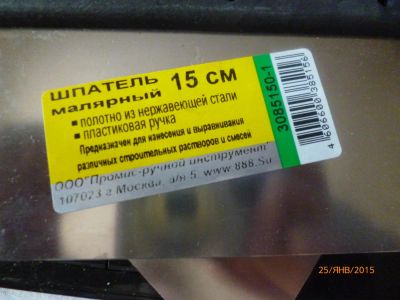 ШПАТЕЛЬ 15 см
малярный
▪ полотно из нержавеющей стали
▪ пластиковая ручка
Предназначен для нанесения и выравнивания
различных строительных растворов и смесей
ООО "Промис-ручной инструмент"
107023 г Москва, а/я 5. www.888.Su
3085150-1
4 606600 385156
25/ЯНВ/2015